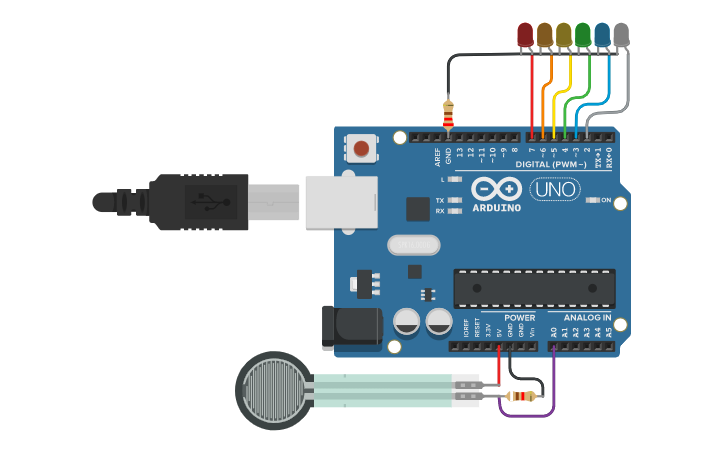 AREF
GND
13
12
~11
~10
~9
8
7
~6
~5
4
~3
2
TX→1
RX←0
DIGITAL (PWM~)
L
TX
RX
ARDUINO
UNO
ON
POWER
ANALOG IN
IOREF
RESET
3.3V
5V
GND
GND
Vin
A0
A1
A2
A3
A4
A5